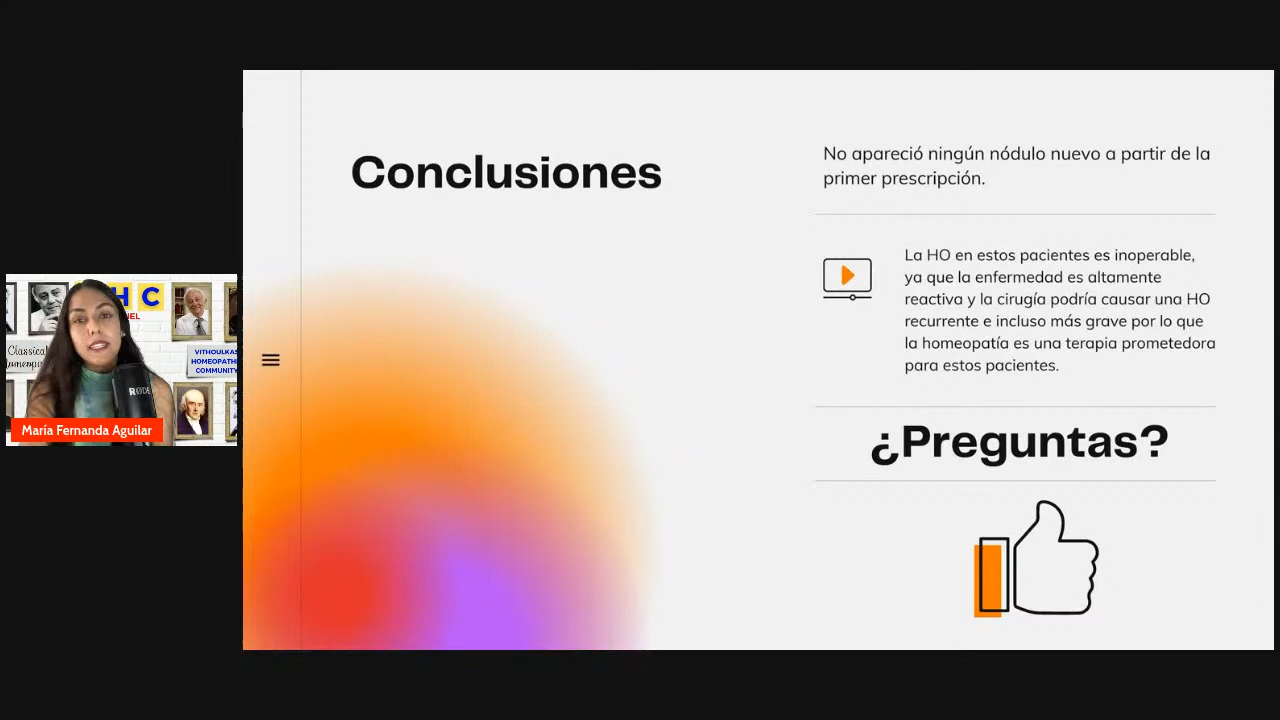 Conclusiones
No apareció ningún nódulo nuevo a partir de la
primer prescripción.
La HO en estos pacientes es inoperable,
ya que la enfermedad es altamente
reactiva y la cirugía podría causar una HO
recurrente e incluso más grave por lo que
la homeopatía es una terapia prometedora
para estos pacientes.
¿Preguntas?
H C
NEL
Classical
VITHOULKAS
HOMEOPATH
COMMUNITY
RØDE
María Fernanda Aguilar